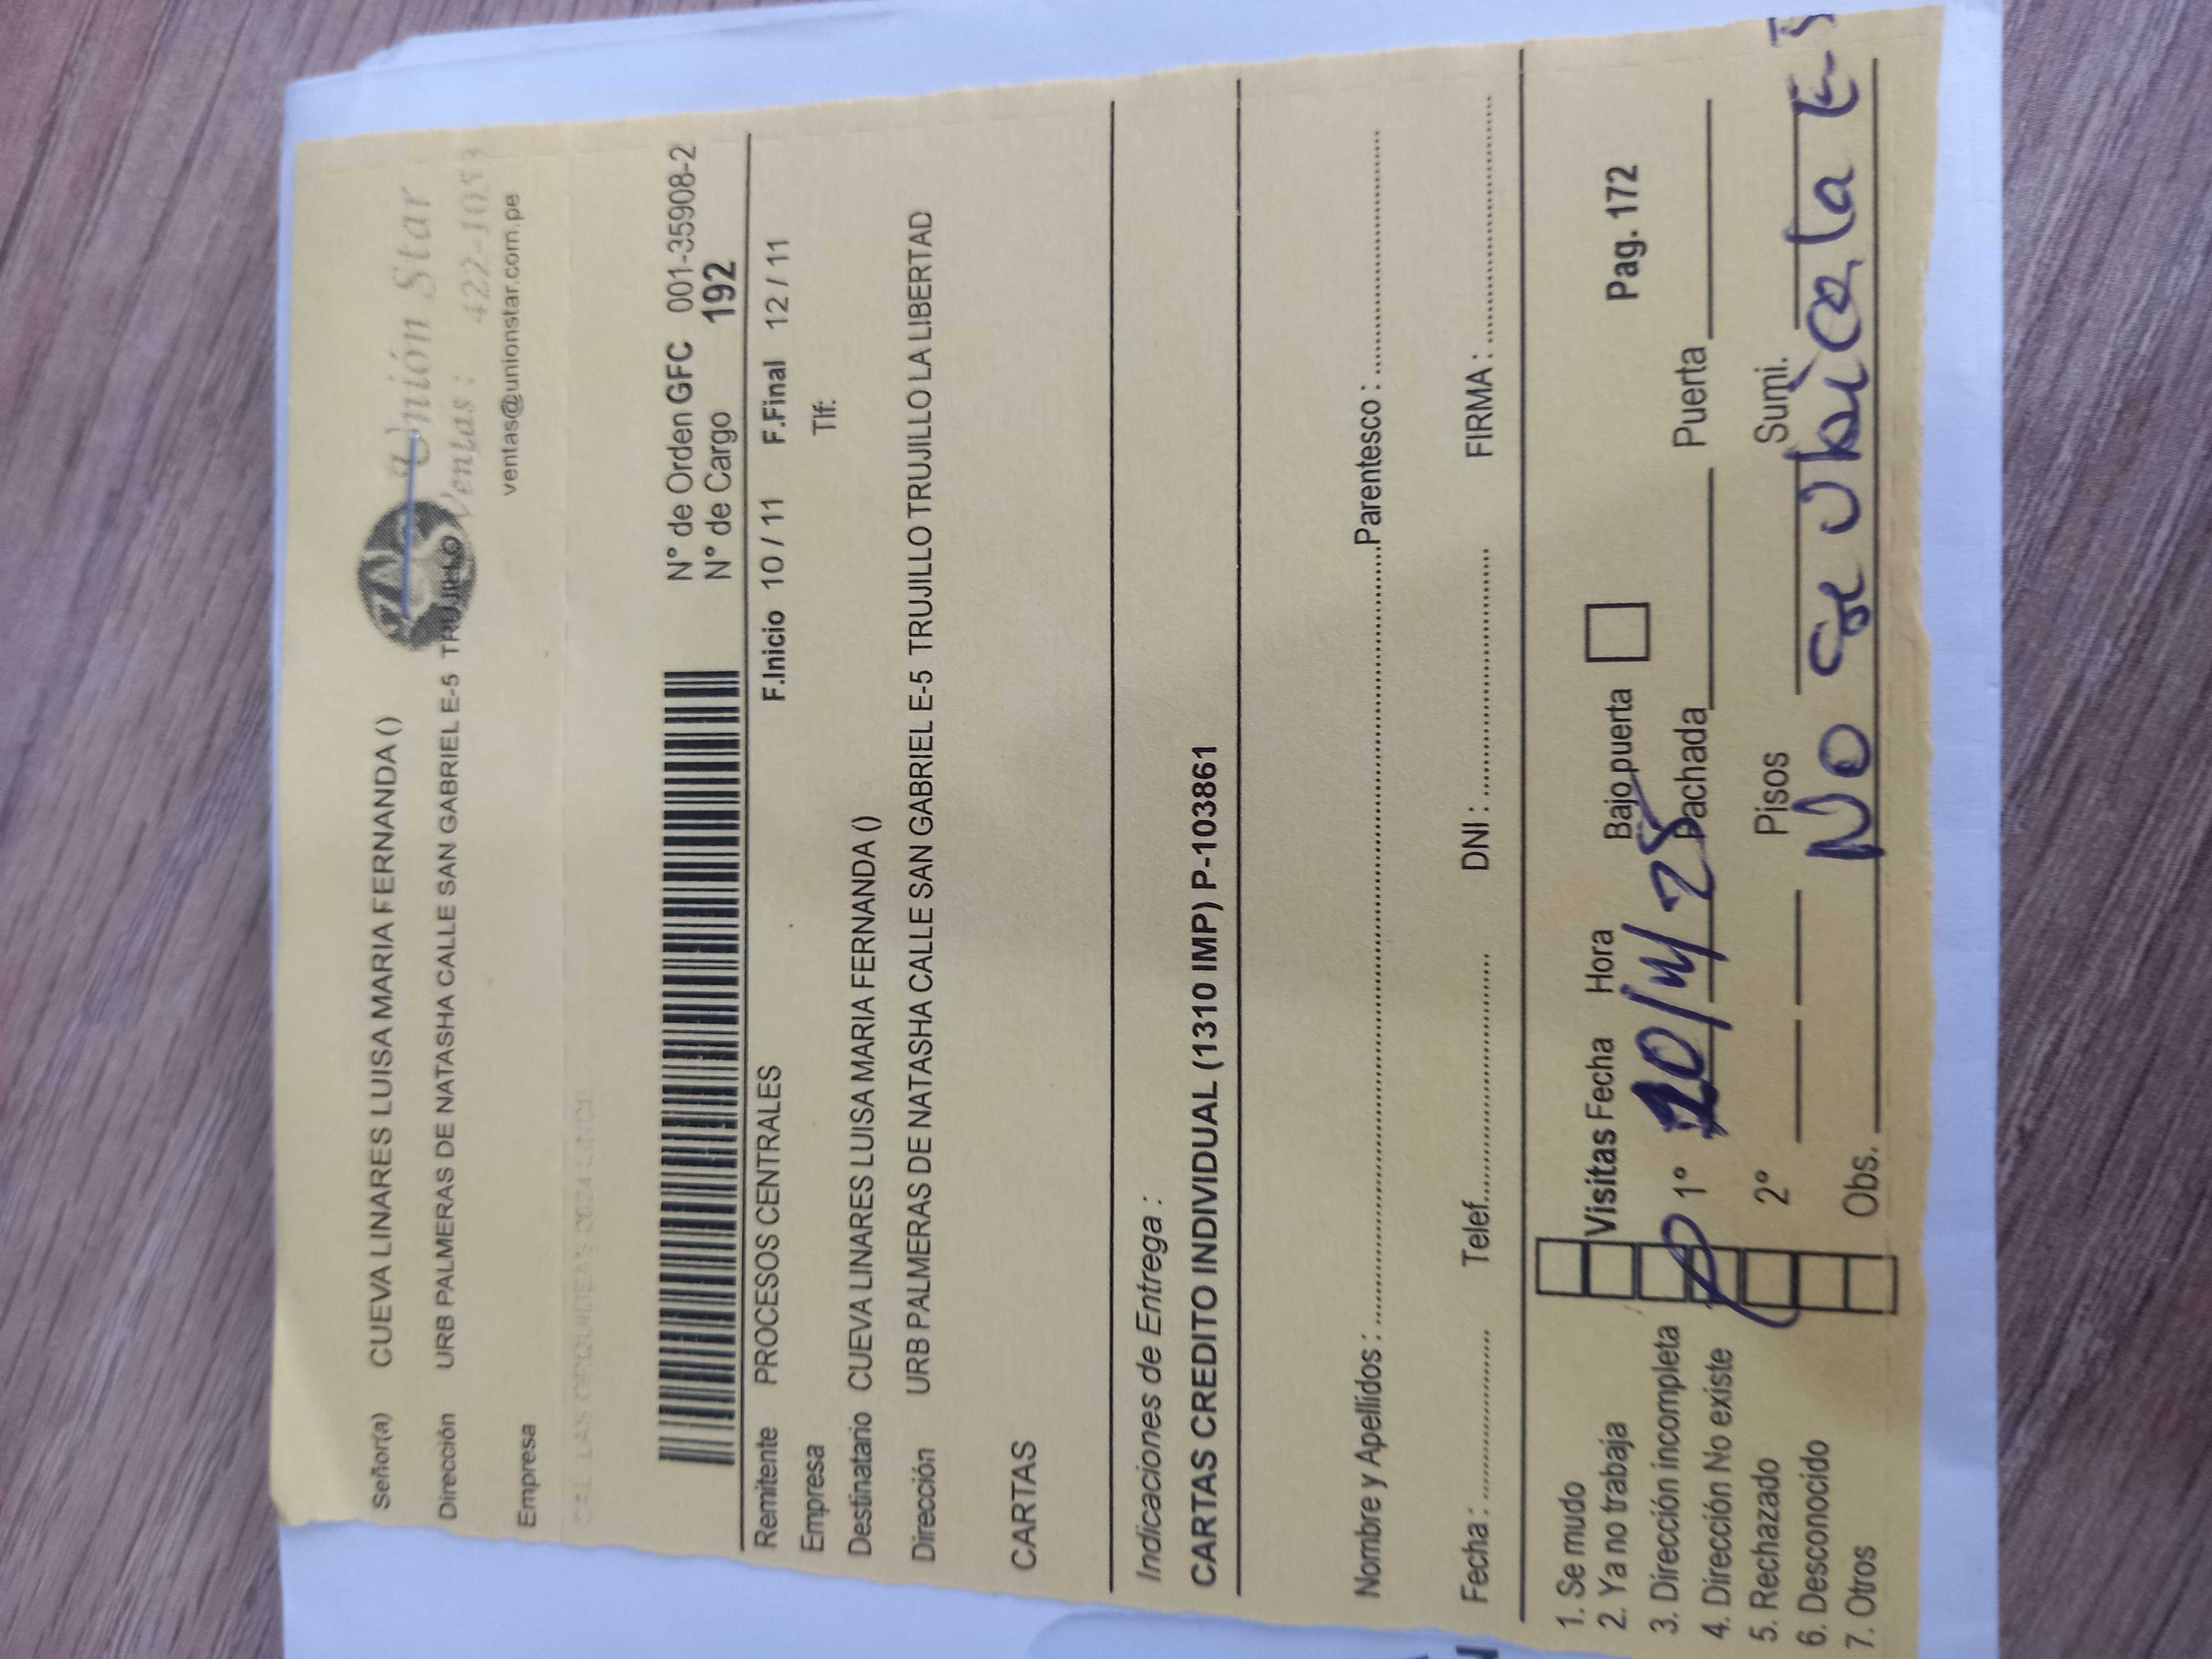 Señor(a) CUEVA LINARES LUISA MARIA FERNANDA ()
Unión Star
Dirección URB PALMERAS DE NATASHA CALLE SAN GABRIEL E-5 TRUJILLO
Ventas : 422-1053
Empresa
ventas@unionstar.com.pe
N° de Orden GFC 001-35908-2
N° de Cargo 192
Remitente PROCESOS CENTRALES
F.Inicio 10 / 11 F.Final 12 / 11
Empresa
Tlf:
Destinatario CUEVA LINARES LUISA MARIA FERNANDA ()
Dirección URB PALMERAS DE NATASHA CALLE SAN GABRIEL E-5 TRUJILLO TRUJILLO LA LIBERTAD
CARTAS
Indicaciones de Entrega :
CARTAS CREDITO INDIVIDUAL (1310 IMP) P-103861
Nombre y Apellidos : Parentesco :
Fecha : Telef. DNI : FIRMA :
1. Se mudo
2. Ya no trabaja
3. Dirección incompleta
4. Dirección No existe
5. Rechazado
6. Desconocido
7. Otros
Visitas Fecha Hora Bajo puerta Pag. 172
1° Fachada Puerta
2° Pisos Sumi.
Obs. No se ubica la E-5